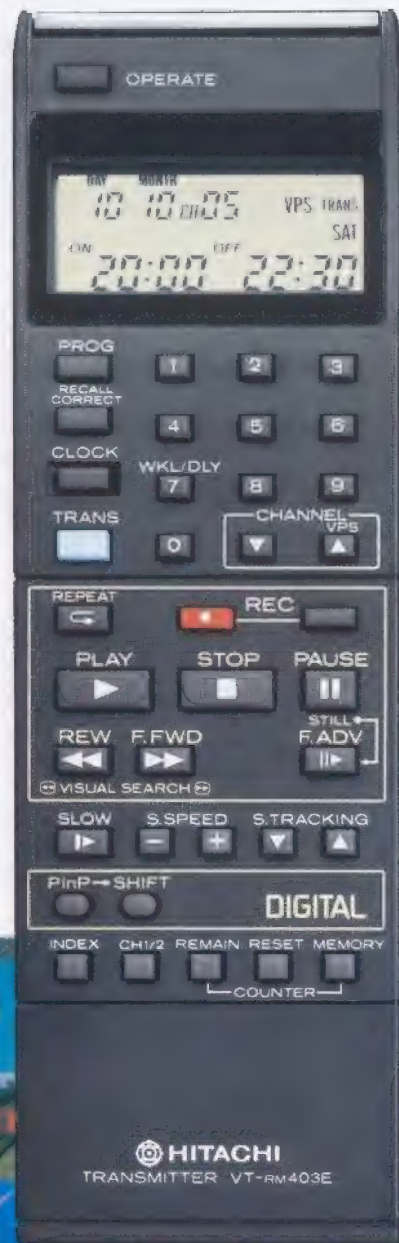 OPERATE
DAY MONTH
10 10 CH 05 VPS TRANS
SAT
ON OFF
20:00 22:30
PROG
1 2 3
RECALL
CORRECT
4 5 6
CLOCK
WKL/DLY
7 8 9
TRANS
CHANNEL
VPS
0
REPEAT
REC
PLAY STOP PAUSE
STILL
REW F.FWD F.ADV
VISUAL SEARCH
SLOW S.SPEED S.TRACKING
PinP→SHIFT
DIGITAL
INDEX CH1/2 REMAIN RESET MEMORY
COUNTER
HITACHI
TRANSMITTER VT-RM403E